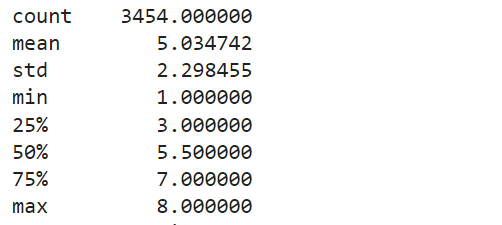 count 3454.000000
mean 5.034742
std 2.298455
min 1.000000
25% 3.000000
50% 5.500000
75% 7.000000
max 8.000000